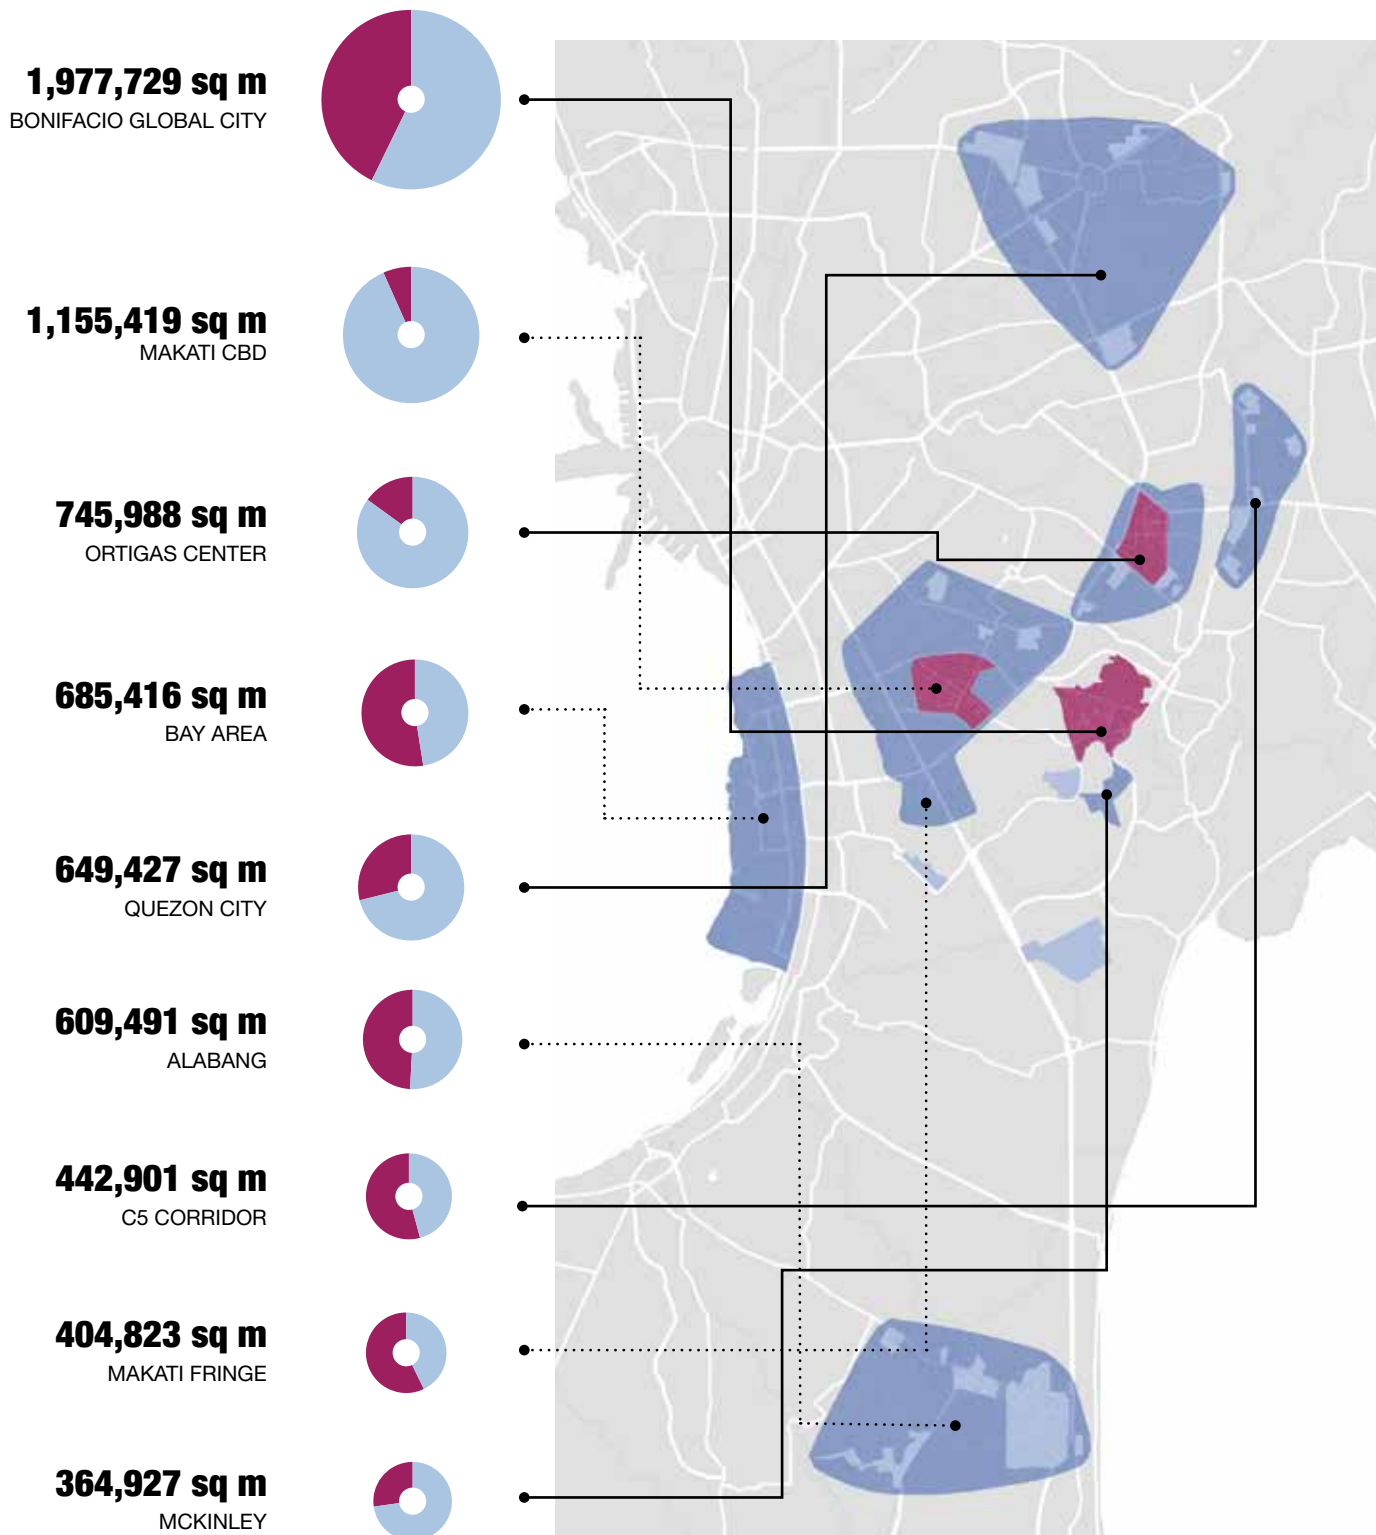 1,977,729 sq m
BONIFACIO GLOBAL CITY
1,155,419 sq m
MAKATI CBD
745,988 sq m
ORTIGAS CENTER
685,416 sq m
BAY AREA
649,427 sq m
QUEZON CITY
609,491 sq m
ALABANG
442,901 sq m
C5 CORRIDOR
404,823 sq m
MAKATI FRINGE
364,927 sq m
MCKINLEY